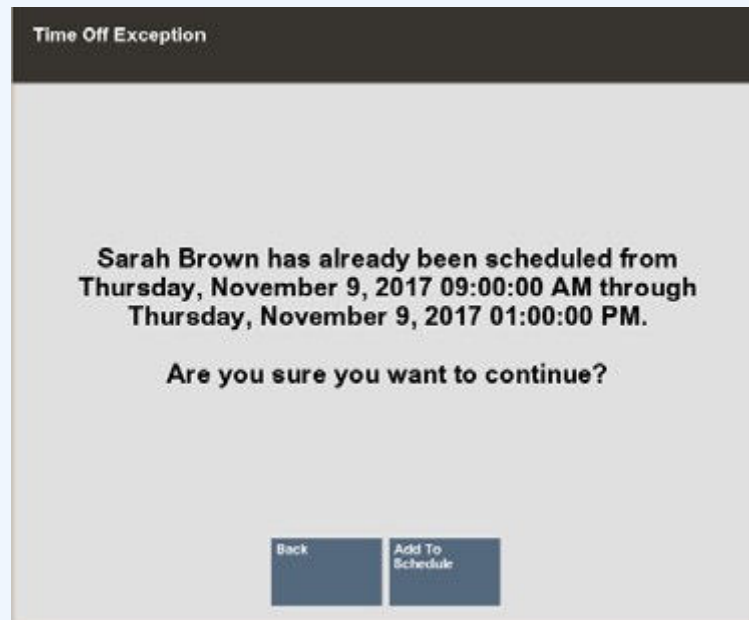 Time Off Exception
Sarah Brown has already been scheduled from
Thursday, November 9, 2017 09:00:00 AM through
Thursday, November 9, 2017 01:00:00 PM.
Are you sure you want to continue?
Back
Add To
Schedule